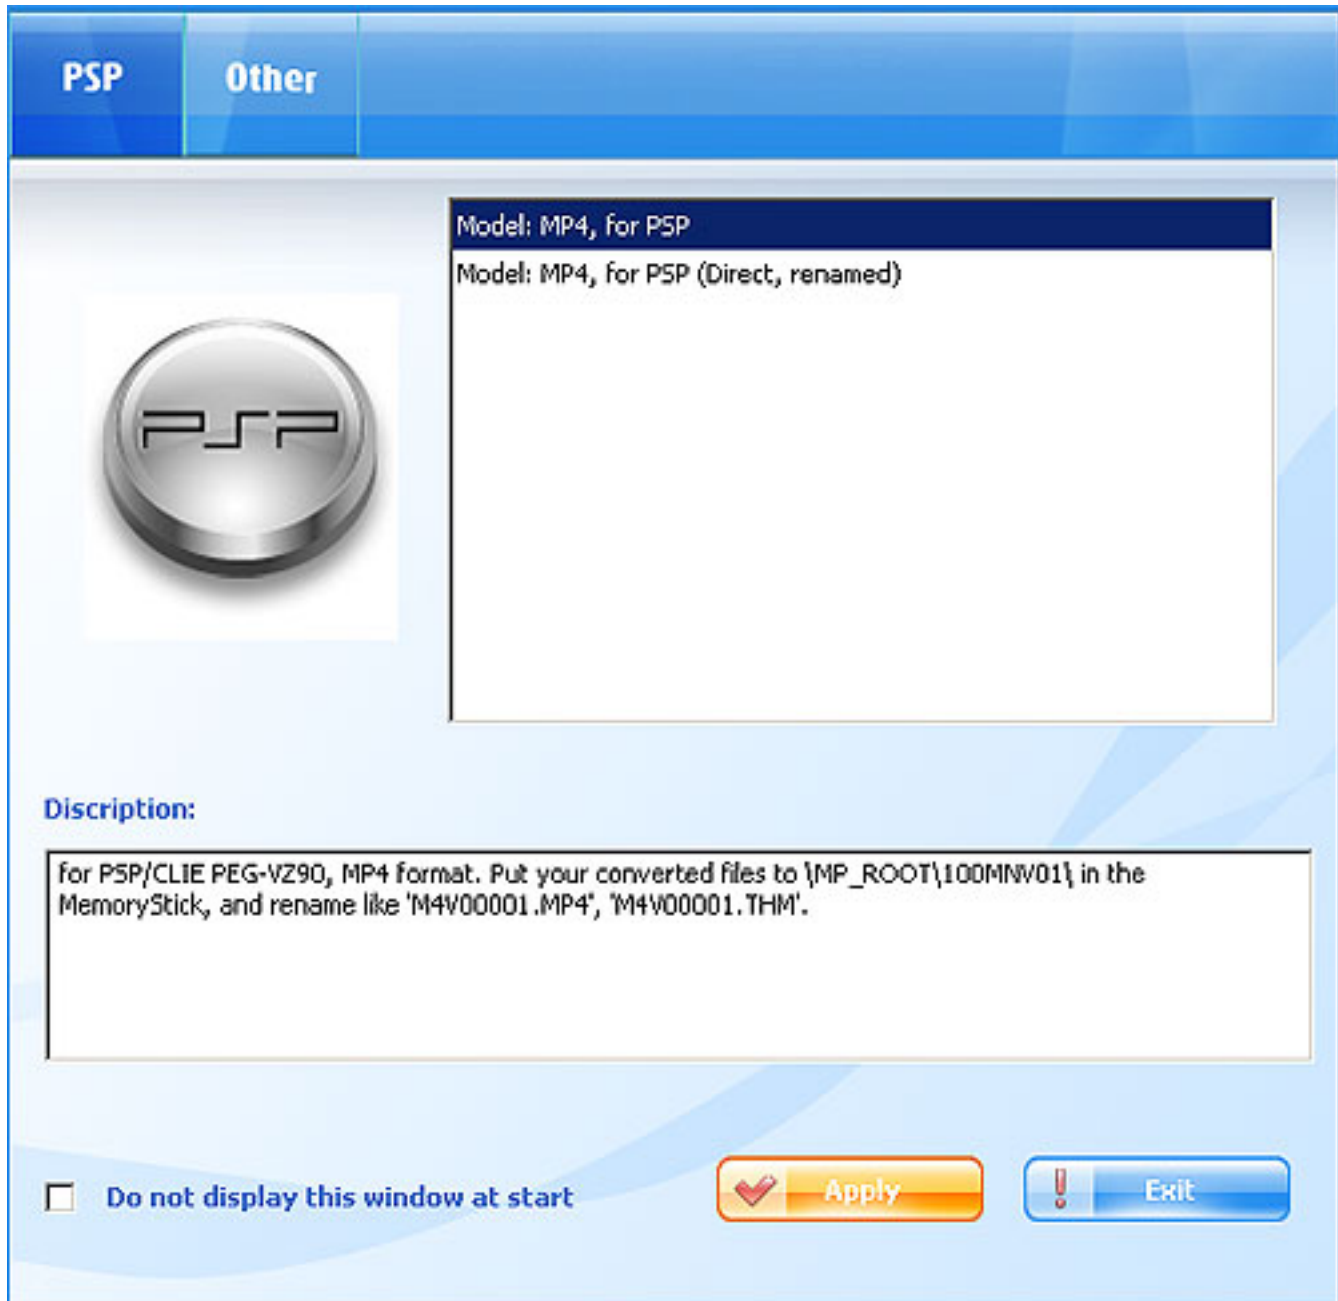 PSP Other
Model: MP4, for PSP
Model: MP4, for PSP (Direct, renamed)
PSP
Discription:
for PSP/CLIE PEG-VZ90, MP4 format. Put your converted files to \MP_ROOT\100MNV01\ in the
MemoryStick, and rename like 'M4V00001.MP4', 'M4V00001.THM'.
Do not display this window at start
Apply
Exit